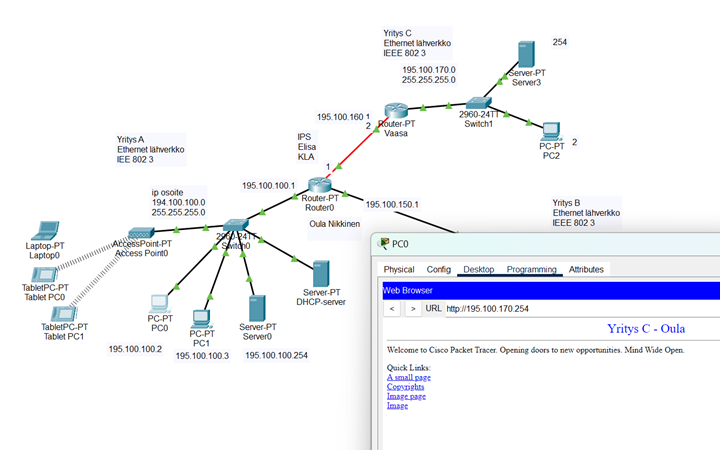 Yritys C
Ethernet lähverkko
IEEE 802 3
195.100.170.0
255.255.255.0
254
Server-PT
Server3
2960-24TT
Switch1
PC-PT
PC2
2
195.100.160 1
2
Router-PT
Vaasa
IPS
Elisa
KLA
1
Router-PT
Router0
Oula Nikkinen
195.100.100.1
195.100.150.1
Yritys A
Ethernet lähverkko
IEE 802 3
ip osoite
194.100.100.0
255.255.255.0
Yritys B
Ethernet lähverkko
IEEE 802 3
Laptop-PT
Laptop0
AccessPoint-PT
Access Point0
2960-24TT
Switch0
TabletPC-PT
Tablet PC0
TabletPC-PT
Tablet PC1
PC-PT
PC0
195.100.100.2
PC-PT
PC1
195.100.100.3
Server-PT
Server0
195.100.100.254
Server-PT
DHCP-server
PC0
Physical Config Desktop Programming Attributes
Web Browser
< > URL http://195.100.170.254
Yritys C - Oula
Welcome to Cisco Packet Tracer. Opening doors to new opportunities. Mind Wide Open.
Quick Links:
A small page
Copyrights
Image page
Image